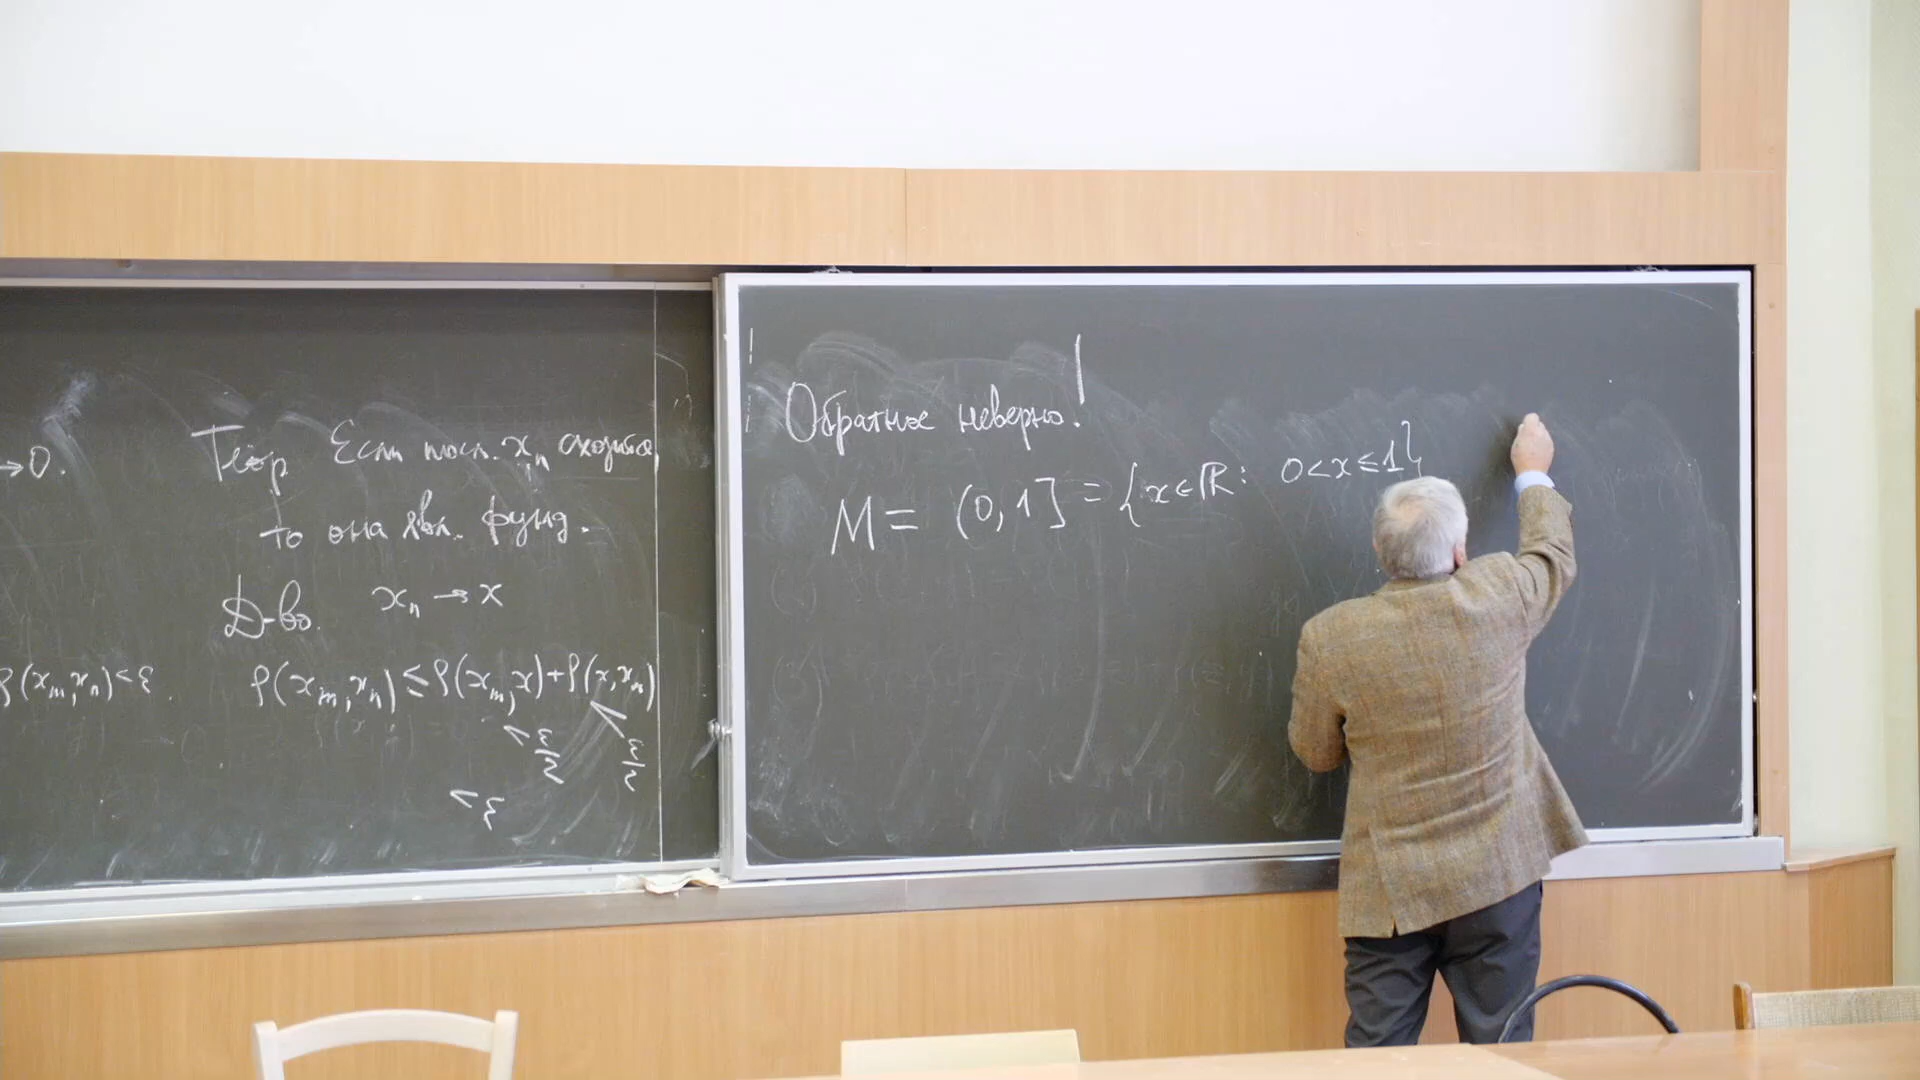 →0.
Теор Если посл. xₙ сходится,
то она явл. фунд.
Д-во. xₙ → x
ρ(xₘ,xₙ)<ε.
ρ(xₘ,xₙ)≤ρ(xₘ,x)+ρ(x,xₙ)
< ε/2 < ε/2
< ε
Обратное неверно!
M = (0,1] = {x∈ℝ: 0<x≤1}